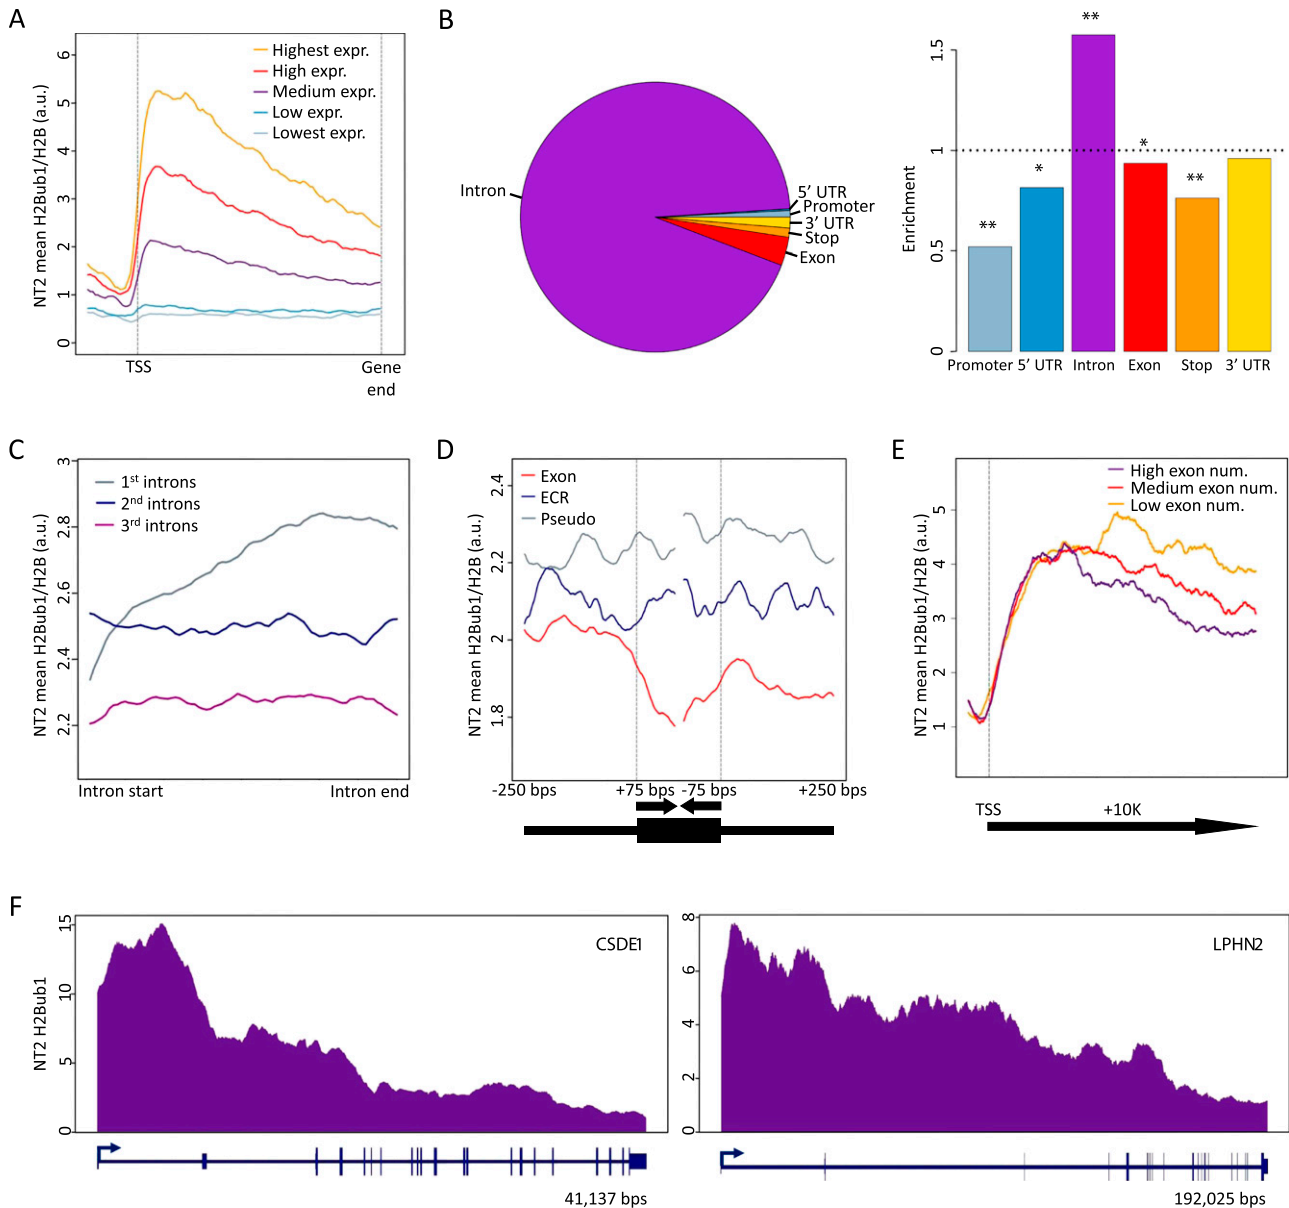 A
NT2 mean H2Bub1/H2B (a.u.)
6
5
4
3
2
1
0
Highest expr.
High expr.
Medium expr.
Low expr.
Lowest expr.
TSS
Gene
end
B
Intron
5' UTR
Promoter
3' UTR
Stop
Exon
Enrichment
1.5
1
0.5
0
**
*
**
*
**
Promoter
5' UTR
Intron
Exon
Stop
3' UTR
C
NT2 mean H2Bub1/H2B (a.u.)
3
2.8
2.6
2.4
2.2
1st introns
2nd introns
3rd introns
Intron start
Intron end
D
NT2 mean H2Bub1/H2B (a.u.)
2.4
2.2
2
1.8
Exon
ECR
Pseudo
-250 bps
+75 bps
-75 bps
+250 bps
E
NT2 mean H2Bub1/H2B (a.u.)
5
4
3
2
1
High exon num.
Medium exon num.
Low exon num.
TSS
+10K
F
NT2 H2Bub1
15
10
5
0
CSDE1
41,137 bps
8
6
4
2
0
LPHN2
192,025 bps